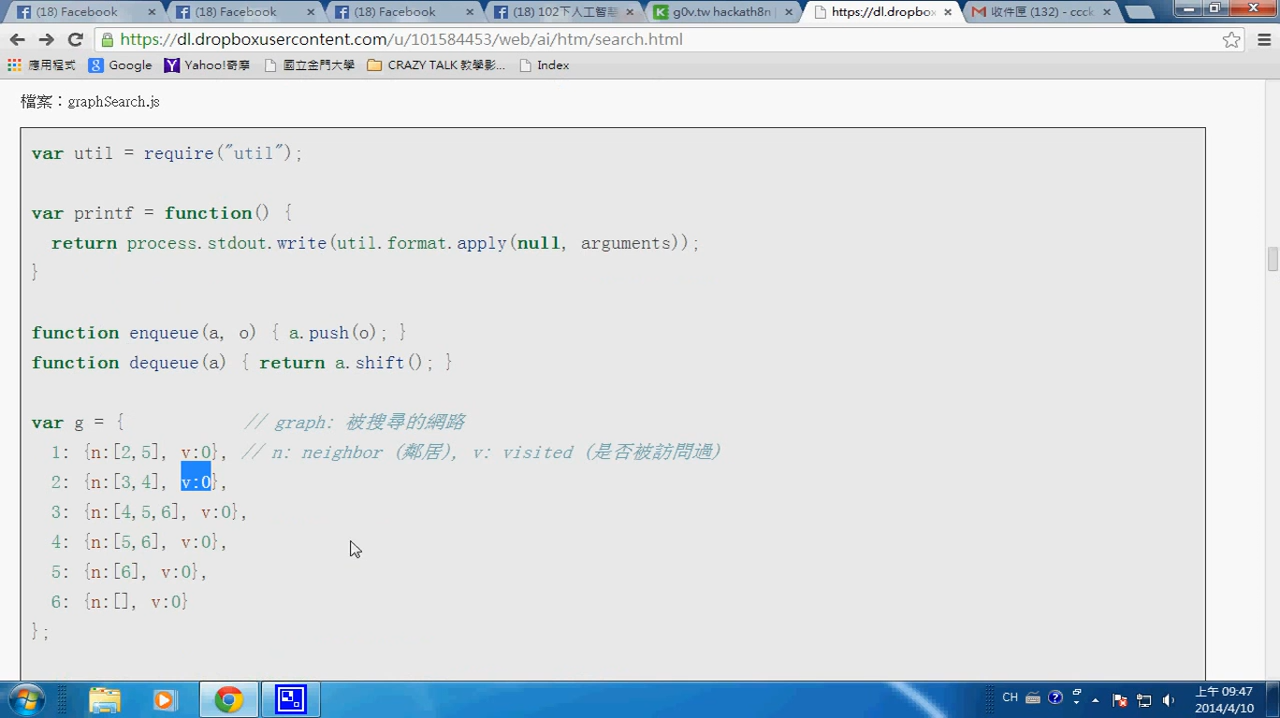 (18) Facebook
(18) Facebook
(18) Facebook
(18) 102下人工智慧
g0v.tw hackath8n
https://dl.dropbox
收件匣 (132) - ccck
https://dl.dropboxusercontent.com/u/101584453/web/ai/htm/search.html
應用程式
Google
Yahoo!奇摩
國立金門大學
CRAZY TALK 教學影...
Index
檔案：graphSearch.js
var util = require("util");
var printf = function() {
return process.stdout.write(util.format.apply(null, arguments));
}
function enqueue(a, o) { a.push(o); }
function dequeue(a) { return a.shift(); }
var g = { // graph: 被搜尋的網路
1: {n:[2,5], v:0}, // n: neighbor (鄰居), v: visited (是否被訪問過)
2: {n:[3,4], v:0},
3: {n:[4,5,6], v:0},
4: {n:[5,6], v:0},
5: {n:[6], v:0},
6: {n:[], v:0}
};
CH
上午 09:47
2014/4/10